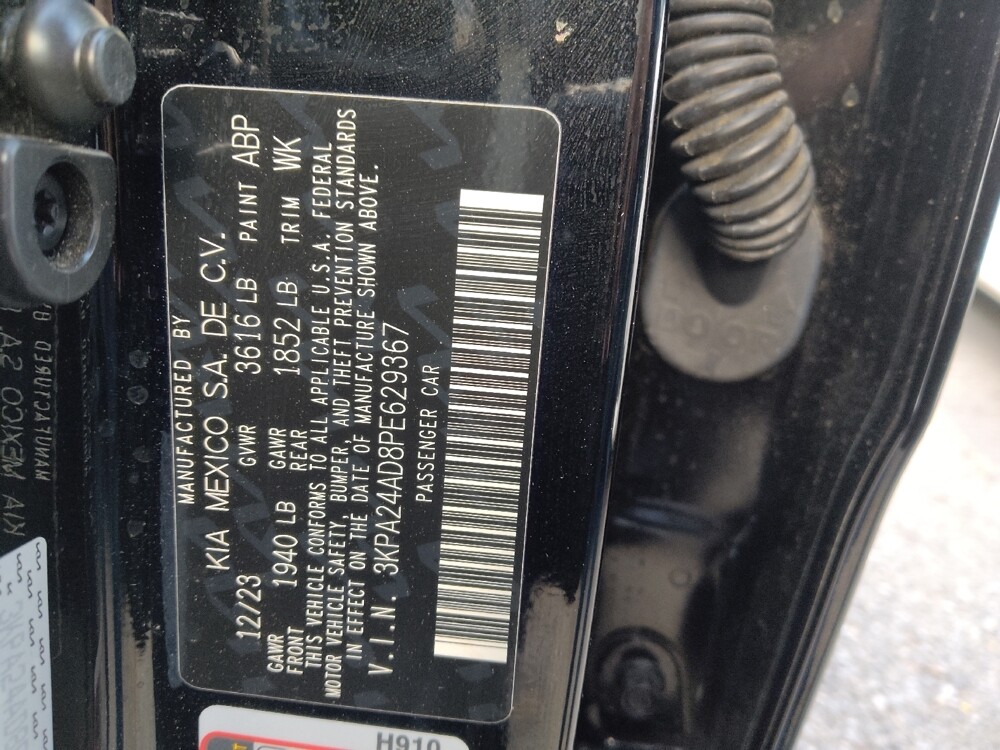 MANUFACTURED BY
KIA MEXICO S.A. DE C.V.
12/23 GVWR 3616 LB PAINT ABP
GAWR FRONT 1940 LB GAWR REAR 1852 LB TRIM WK
THIS VEHICLE CONFORMS TO ALL APPLICABLE U.S.A. FEDERAL
MOTOR VEHICLE SAFETY, BUMPER, AND THEFT PREVENTION STANDARDS
IN EFFECT ON THE DATE OF MANUFACTURE SHOWN ABOVE.
V.I.N. 3KPA24AD8PE629367
PASSENGER CAR
H910